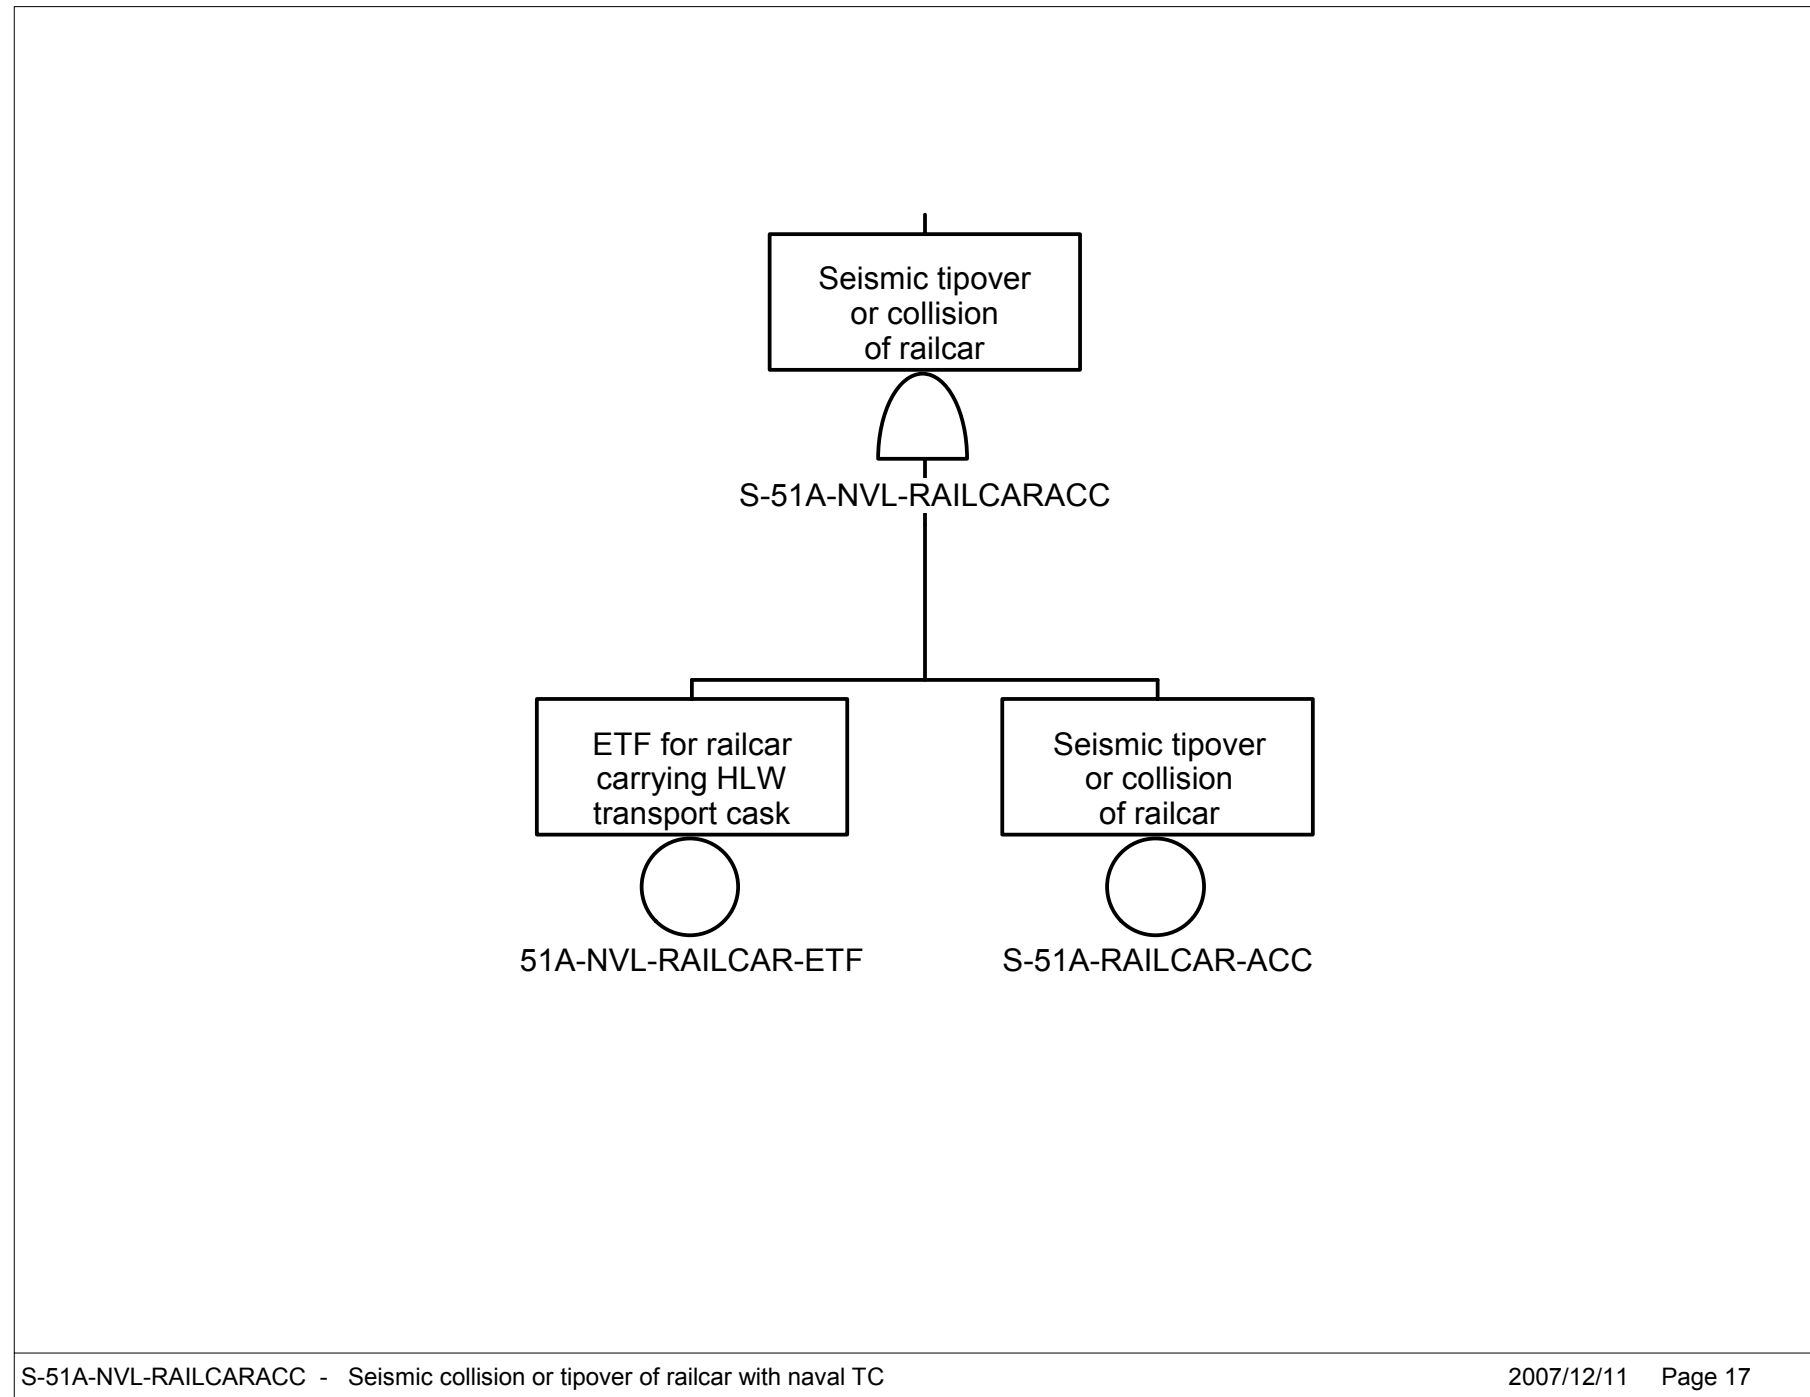 Seismic tipover
or collision
of railcar
S-51A-NVL-RAILCARACC
ETF for railcar
carrying HLW
transport cask
51A-NVL-RAILCAR-ETF
Seismic tipover
or collision
of railcar
S-51A-RAILCAR-ACC
S-51A-NVL-RAILCARACC - Seismic collision or tipover of railcar with naval TC 2007/12/11 Page 17